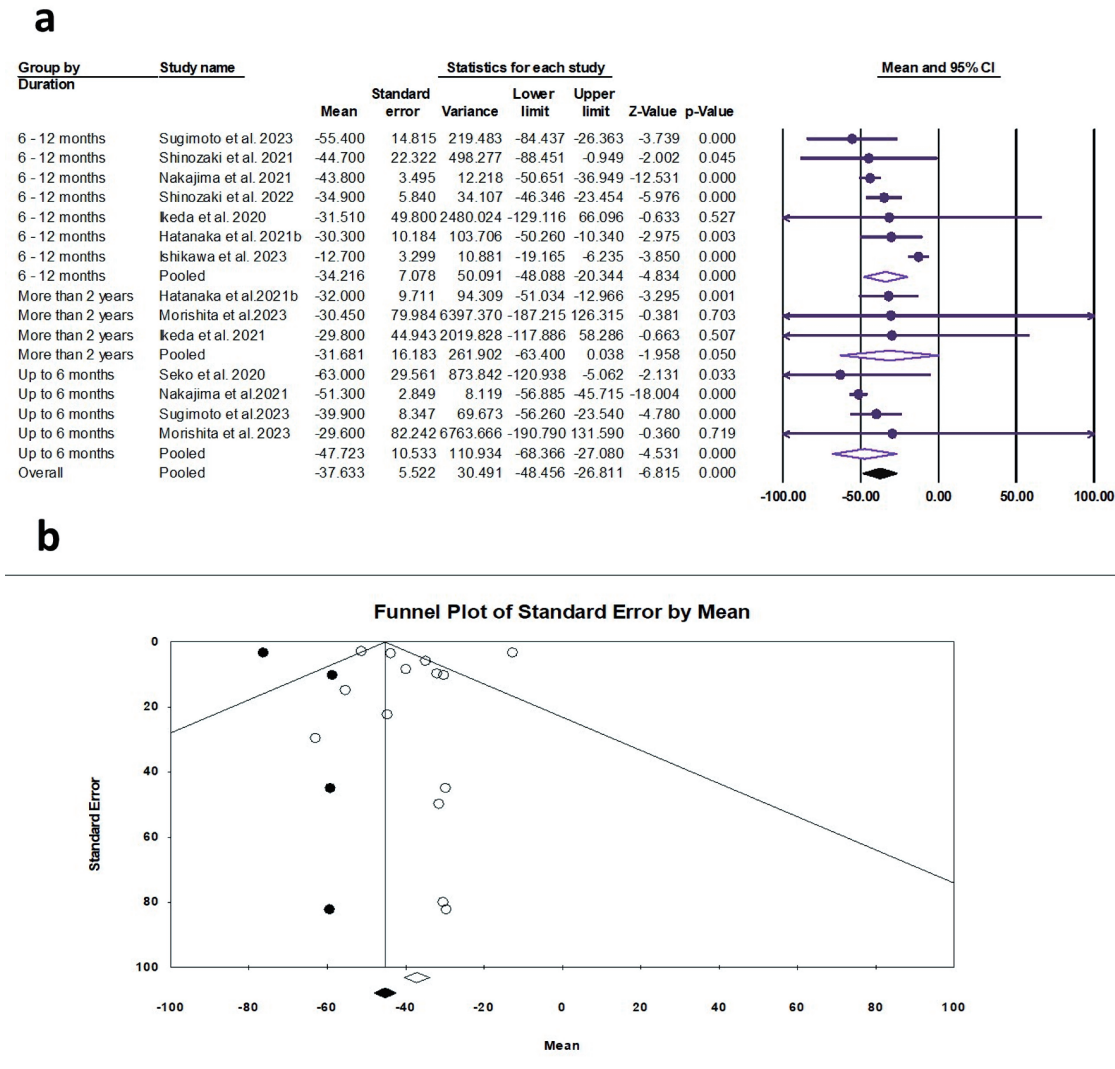 a
Group by Study name Statistics for each study Mean and 95% CI
Duration
Mean Standard error Variance Lower limit Upper limit Z-Value p-Value
6 - 12 months Sugimoto et al. 2023 -55.400 14.815 219.483 -84.437 -26.363 -3.739 0.000
6 - 12 months Shinozaki et al. 2021 -44.700 22.322 498.277 -88.451 -0.949 -2.002 0.045
6 - 12 months Nakajima et al. 2021 -43.800 3.495 12.218 -50.651 -36.949 -12.531 0.000
6 - 12 months Shinozaki et al. 2022 -34.900 5.840 34.107 -46.346 -23.454 -5.976 0.000
6 - 12 months Ikeda et al. 2020 -31.510 49.800 2480.024 -129.116 66.096 -0.633 0.527
6 - 12 months Hatanaka et al. 2021b -30.300 10.184 103.706 -50.260 -10.340 -2.975 0.003
6 - 12 months Ishikawa et al. 2023 -12.700 3.299 10.881 -19.165 -6.235 -3.850 0.000
6 - 12 months Pooled -34.216 7.078 50.091 -48.088 -20.344 -4.834 0.000
More than 2 years Hatanaka et al.2021b -32.000 9.711 94.309 -51.034 -12.966 -3.295 0.001
More than 2 years Morishita et al.2023 -30.450 79.984 6397.370 -187.215 126.315 -0.381 0.703
More than 2 years Ikeda et al. 2021 -29.800 44.943 2019.828 -117.886 58.286 -0.663 0.507
More than 2 years Pooled -31.681 16.183 261.902 -63.400 0.038 -1.958 0.050
Up to 6 months Seko et al. 2020 -63.000 29.561 873.842 -120.938 -5.062 -2.131 0.033
Up to 6 months Nakajima et al.2021 -51.300 2.849 8.119 -56.885 -45.715 -18.004 0.000
Up to 6 months Sugimoto et al.2023 -39.900 8.347 69.673 -56.260 -23.540 -4.780 0.000
Up to 6 months Morishita et al. 2023 -29.600 82.242 6763.666 -190.790 131.590 -0.360 0.719
Up to 6 months Pooled -47.723 10.533 110.934 -68.366 -27.080 -4.531 0.000
Overall Pooled -37.633 5.522 30.491 -48.456 -26.811 -6.815 0.000
-100.00 -50.00 0.00 50.00 100.00
b
Funnel Plot of Standard Error by Mean
0
20
40
60
80
100
Standard Error
-100 -80 -60 -40 -20 0 20 40 60 80 100
Mean